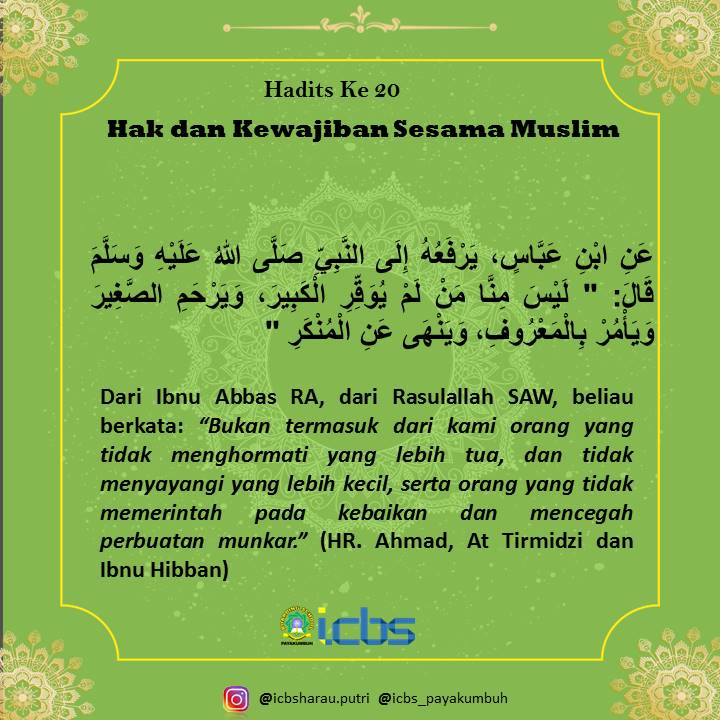 Hadits Ke 20
Hak dan Kewajiban Sesama Muslim
عَنِ ابْنِ عَبَّاسٍ، يَرْفَعُهُ إِلَى النَّبِيِّ صَلَّى اللهُ عَلَيْهِ وَسَلَّمَ
قَالَ: " لَيْسَ مِنَّا مَنْ لَمْ يُوَقِّرِ الْكَبِيرَ، وَيَرْحَمِ الصَّغِيرَ
وَيَأْمُرْ بِالْمَعْرُوفِ، وَيَنْهَى عَنِ الْمُنْكَرِ "
Dari Ibnu Abbas RA, dari Rasulallah SAW, beliau
berkata: “Bukan termasuk dari kami orang yang
tidak menghormati yang lebih tua, dan tidak
menyayangi yang lebih kecil, serta orang yang tidak
memerintah pada kebaikan dan mencegah
perbuatan munkar.” (HR. Ahmad, At Tirmidzi dan
Ibnu Hibban)
icbs
PAYAKUMBUH
@icbsharau.putri @icbs_payakumbuh